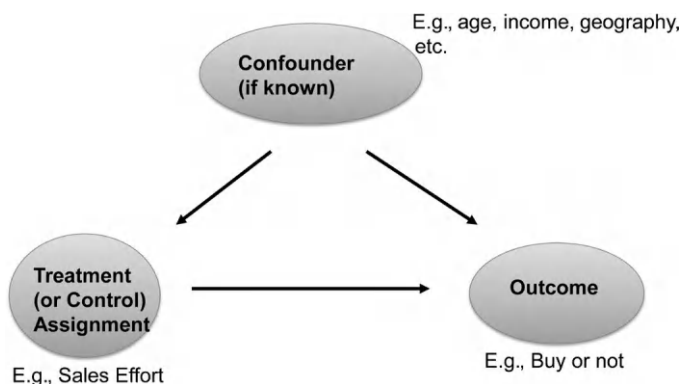 E.g., age, income, geography,
etc.
Confounder
(if known)
Treatment
(or Control)
Assignment
Outcome
E.g., Sales Effort
E.g., Buy or not